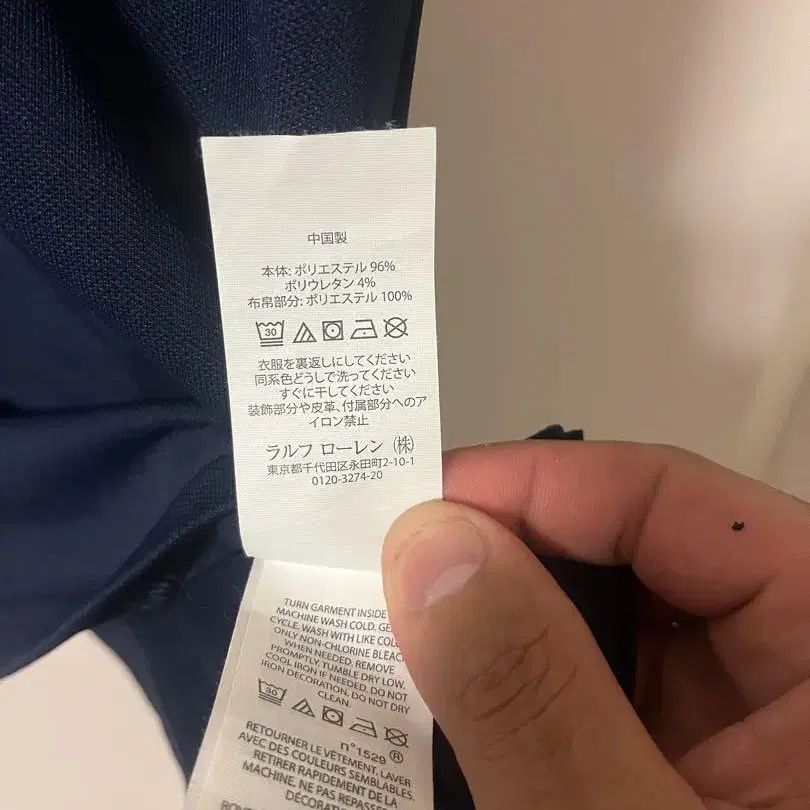 中国製
本体: ポリエステル 96%
ポリウレタン 4%
布帛部分: ポリエステル 100%
30
衣服を裏返しにしてください
同系色どうしで洗ってください
すぐに干してください
装飾部分や皮革、付属部分へのア
イロン禁止
ラルフ ローレン (株)
東京都千代田区永田町2-10-1
0120-3274-20
TURN GARMENT INSIDE
MACHINE WASH COLD.
CYCLE. WASH WITH LIKE
ONLY NON-CHLORINE BLEACH
WHEN NEEDED. REMOVE
PROMPTLY. TUMBLE DRY LOW.
COOL IRON IF NEEDED. DO NOT
IRON DECORATION. DO NOT DRY
CLEAN.
30
n°1529 ®
RETOURNER LE VÊTEMENT. LAVER
AVEC DES COULEURS SEMBLABLES.
RETIRER RAPIDEMENT DE LA
MACHINE. NE PAS REPASSER
DÉCORATION